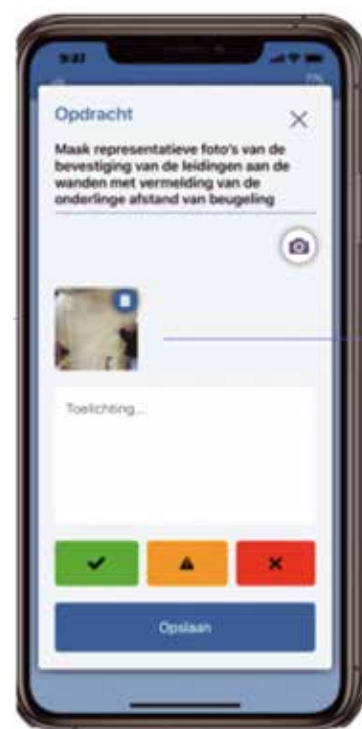 Opdracht
Maak representatieve foto's van de
bevestiging van de leidingen aan de
wanden met vermelding van de
onderlinge afstand van beugeling
Toelichting...
Opslaan